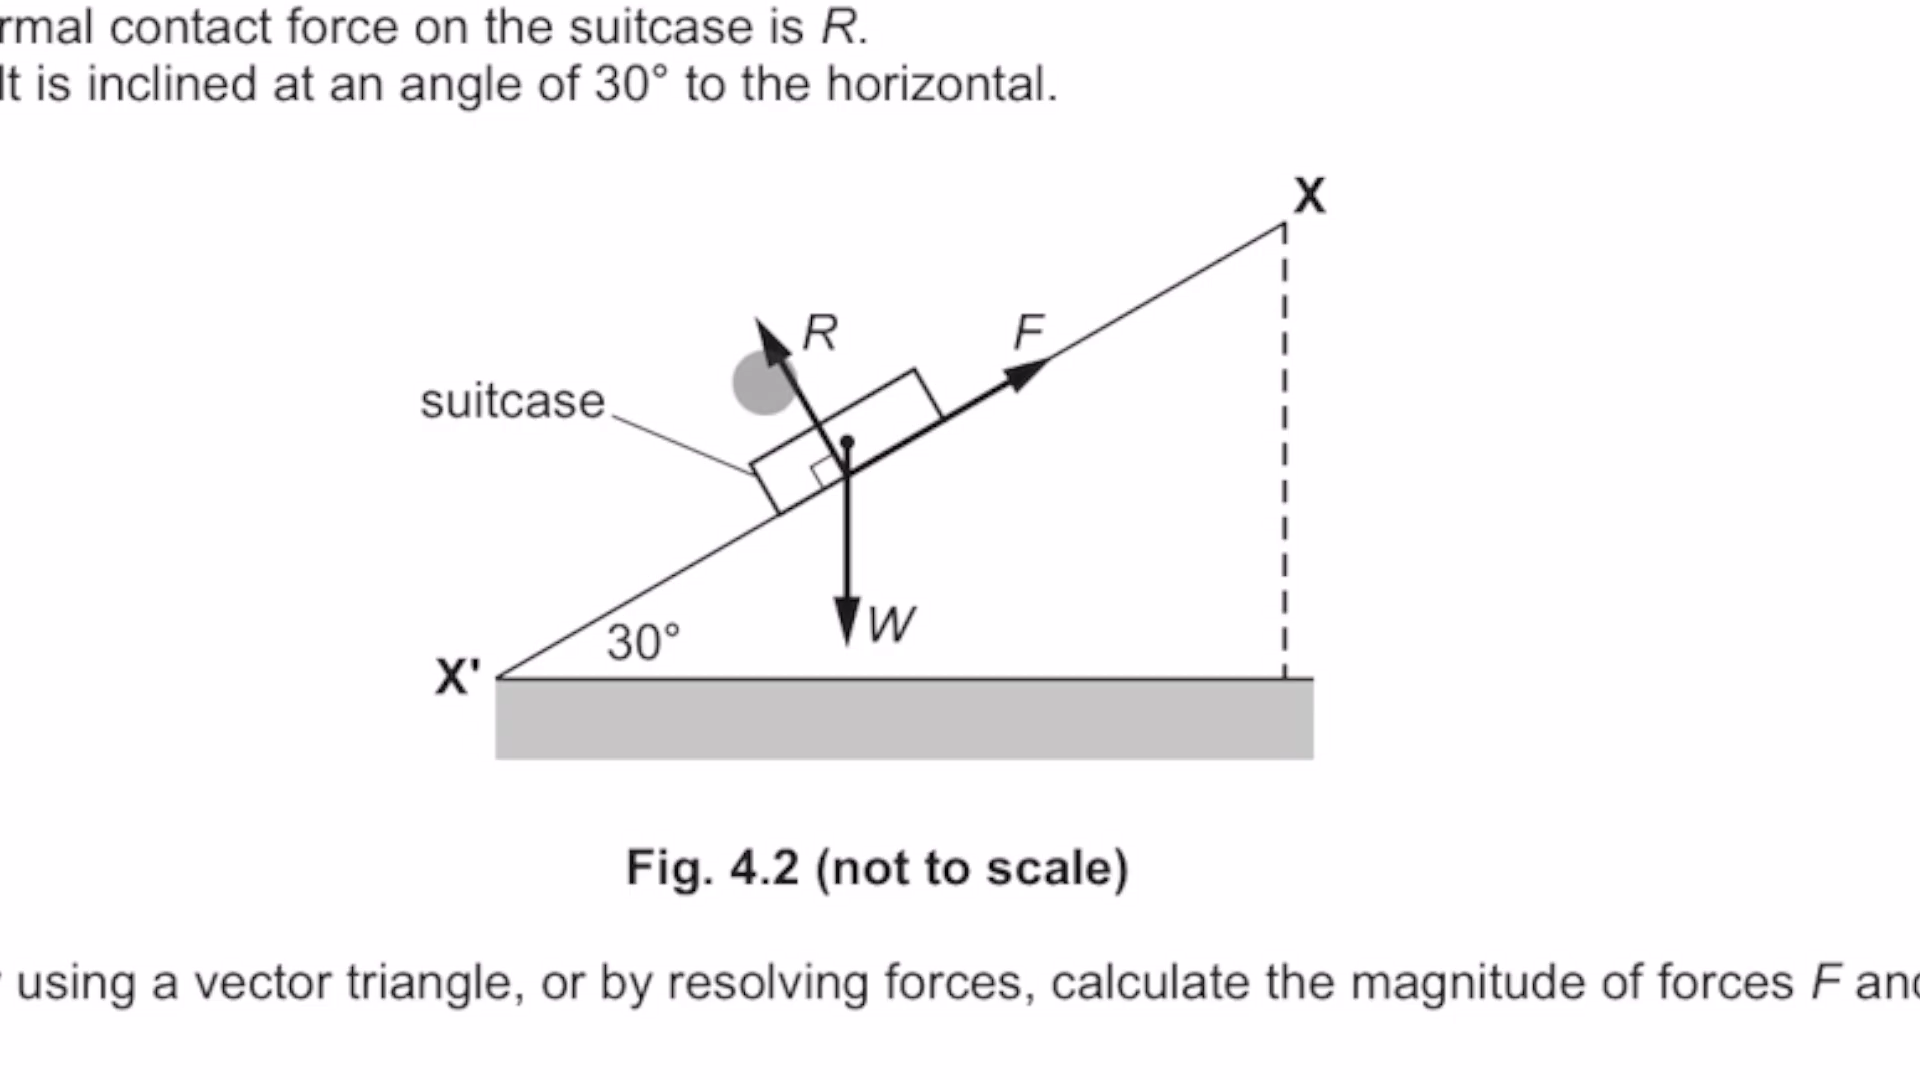 rmal contact force on the suitcase is R.
It is inclined at an angle of 30° to the horizontal.
X
R
F
suitcase
W
30°
X'
Fig. 4.2 (not to scale)
using a vector triangle, or by resolving forces, calculate the magnitude of forces F and